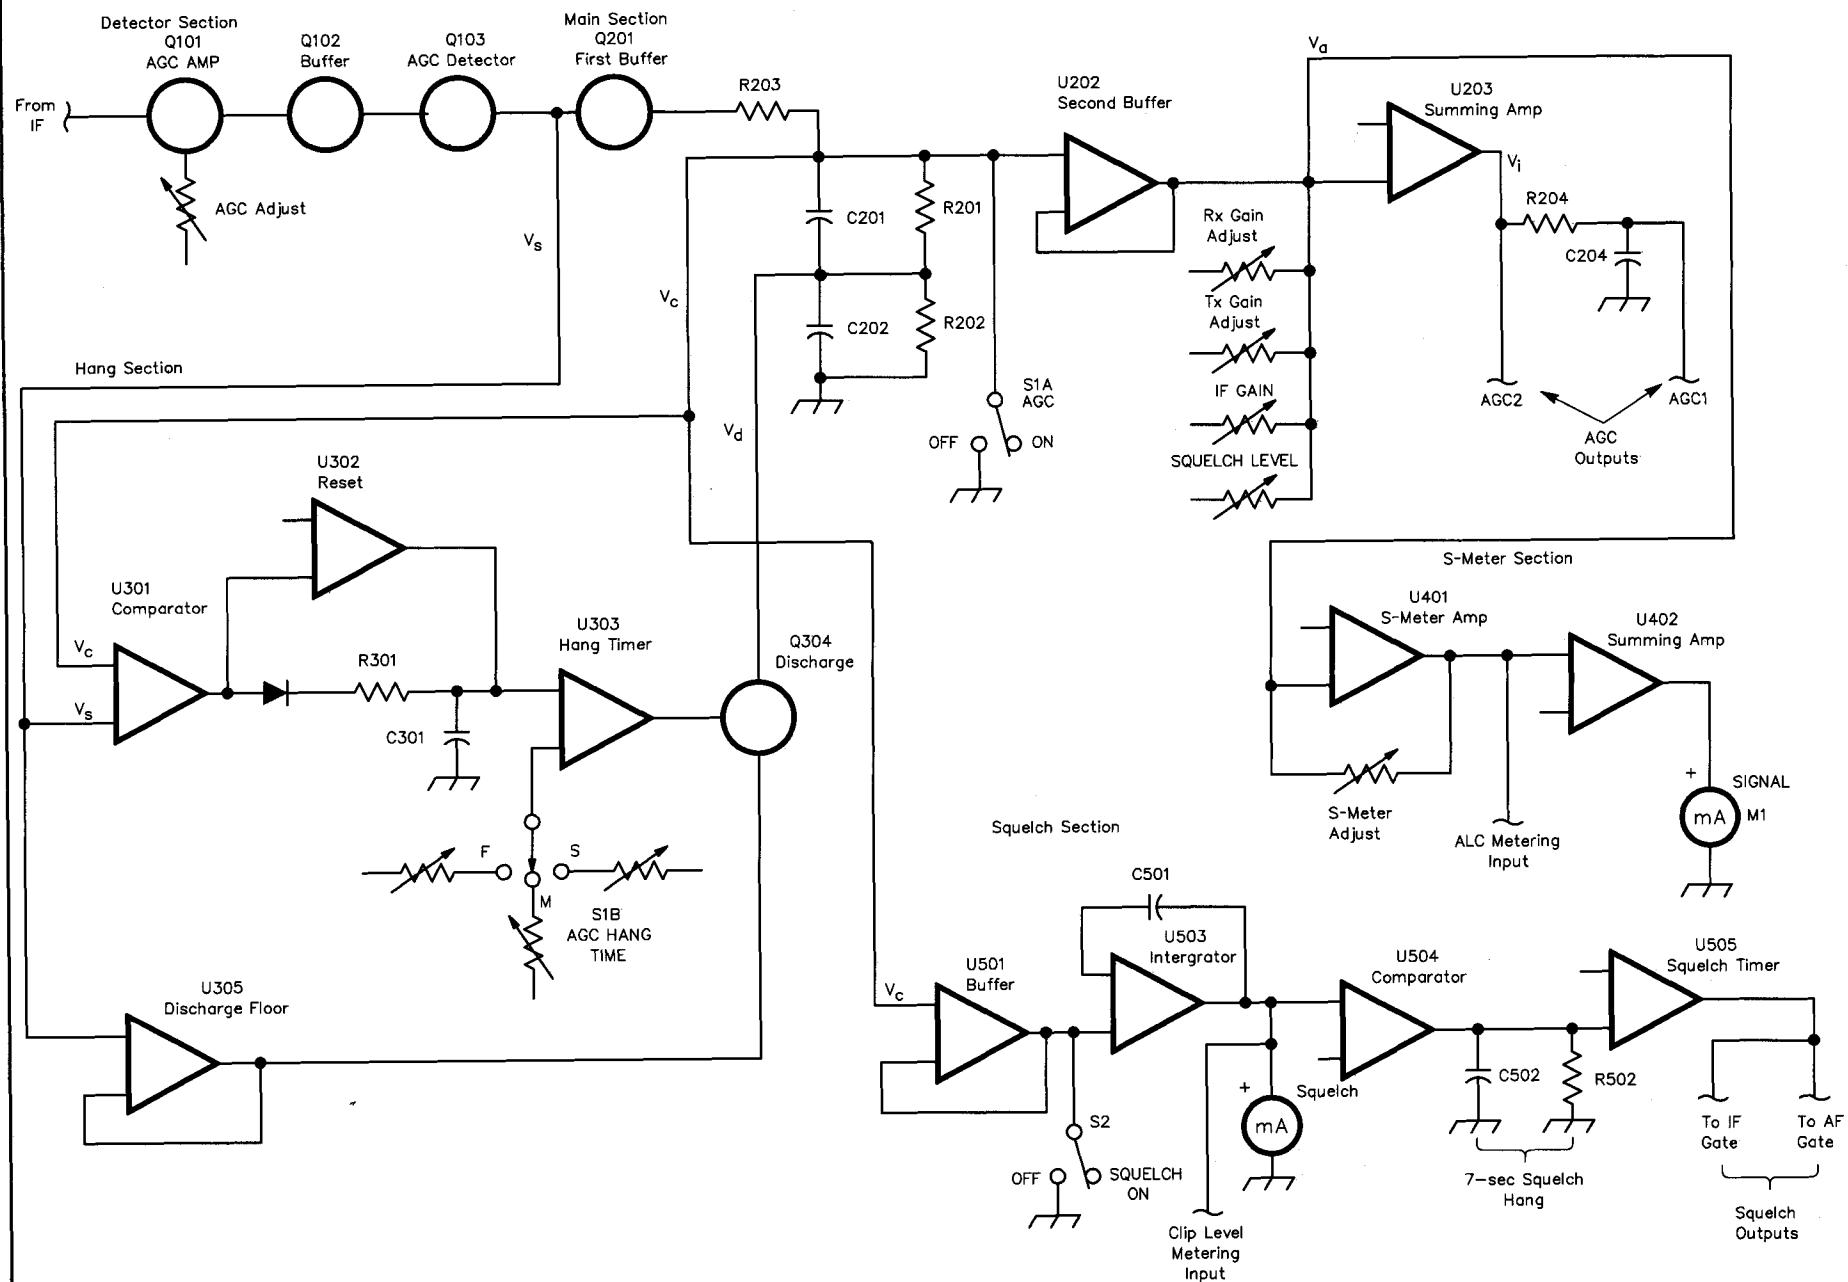 Detector Section
Q101
AGC AMP
Q102
Buffer
Q103
AGC Detector
Main Section
Q201
First Buffer
From
IF
AGC Adjust
R203
Vs
Vc
Vd
C201
R201
C202
R202
S1A
AGC
OFF
ON
U202
Second Buffer
Va
U203
Summing Amp
Vi
R204
C204
Rx Gain
Adjust
Tx Gain
Adjust
IF GAIN
SQUELCH LEVEL
AGC2
AGC1
AGC
Outputs
Hang Section
U302
Reset
U301
Comparator
Vc
Vs
R301
C301
U303
Hang Timer
Q304
Discharge
F
S
M
S1B
AGC HANG
TIME
U305
Discharge Floor
S-Meter Section
U401
S-Meter Amp
U402
Summing Amp
S-Meter
Adjust
ALC Metering
Input
+
SIGNAL
mA
M1
Squelch Section
C501
Vc
U501
Buffer
U503
Intergrator
U504
Comparator
U505
Squelch Timer
S2
OFF
SQUELCH
ON
+
mA
Squelch
C502
R502
Clip Level
Metering
Input
7-sec Squelch
Hang
To IF
Gate
To AF
Gate
Squelch
Outputs